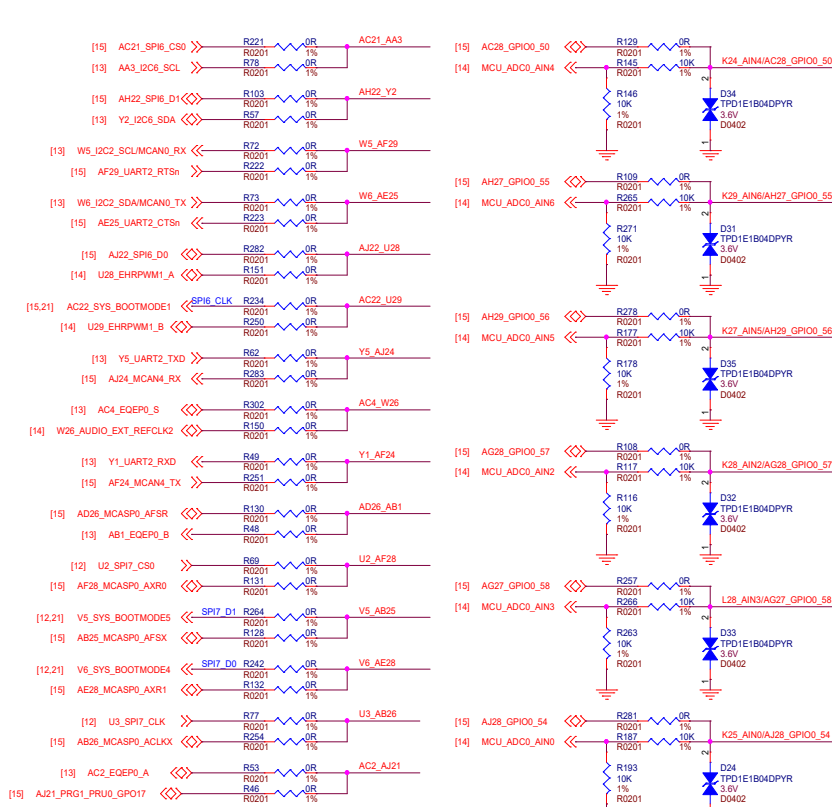 [15] AC21_SPI6_CS0 R221 0R AC21_AA3
R0201 1%
[13] AA3_I2C6_SCL R78 0R
R0201 1%
[15] AH22_SPI6_D1 R103 0R AH22_Y2
R0201 1%
[13] Y2_I2C6_SDA R57 0R
R0201 1%
[13] W5_I2C2_SCL/MCAN0_RX R72 0R W5_AF29
R0201 1%
[15] AF29_UART2_RTSn R222 0R
R0201 1%
[13] W6_I2C2_SDA/MCAN0_TX R73 0R W6_AE25
R0201 1%
[15] AE25_UART2_CTSn R223 0R
R0201 1%
[15] AJ22_SPI6_D0 R282 0R AJ22_U28
R0201 1%
[14] U28_EHRPWM1_A R151 0R
R0201 1%
[15,21] AC22_SYS_BOOTMODE1 SPI6_CLK R234 0R AC22_U29
R0201 1%
[14] U29_EHRPWM1_B R250 0R
R0201 1%
[13] Y5_UART2_TXD R62 0R Y5_AJ24
R0201 1%
[15] AJ24_MCAN4_RX R283 0R
R0201 1%
[13] AC4_EQEP0_S R302 0R AC4_W26
R0201 1%
[14] W26_AUDIO_EXT_REFCLK2 R150 0R
R0201 1%
[13] Y1_UART2_RXD R49 0R Y1_AF24
R0201 1%
[15] AF24_MCAN4_TX R251 0R
R0201 1%
[15] AD26_MCASP0_AFSR R130 0R AD26_AB1
R0201 1%
[13] AB1_EQEP0_B R48 0R
R0201 1%
[12] U2_SPI7_CS0 R69 0R U2_AF28
R0201 1%
[15] AF28_MCASP0_AXR0 R131 0R
R0201 1%
[12,21] V5_SYS_BOOTMODE5 SPI7_D1 R264 0R V5_AB25
R0201 1%
[15] AB25_MCASP0_AFSX R128 0R
R0201 1%
[12,21] V6_SYS_BOOTMODE4 SPI7_D0 R242 0R V6_AE28
R0201 1%
[15] AE28_MCASP0_AXR1 R132 0R
R0201 1%
[12] U3_SPI7_CLK R77 0R U3_AB26
R0201 1%
[15] AB26_MCASP0_ACLKX R254 0R
R0201 1%
[13] AC2_EQEP0_A R53 0R AC2_AJ21
R0201 1%
[15] AJ21_PRG1_PRU0_GPO17 R46 0R
R0201 1%
[15] AC28_GPIO0_50 R129 0R
R0201 1%
[14] MCU_ADC0_AIN4 R145 10K K24_AIN4/AC28_GPIO0_50
R0201 1%
2
R146 D34
10K TPD1E1B04DPYR
1% 3.6V
R0201 D0402
1
[15] AH27_GPIO0_55 R109 0R
R0201 1%
[14] MCU_ADC0_AIN6 R265 10K K29_AIN6/AH27_GPIO0_55
R0201 1%
2
R271 D31
10K TPD1E1B04DPYR
1% 3.6V
R0201 D0402
1
[15] AH29_GPIO0_56 R278 0R
R0201 1%
[14] MCU_ADC0_AIN5 R177 10K K27_AIN5/AH29_GPIO0_56
R0201 1%
2
R178 D35
10K TPD1E1B04DPYR
1% 3.6V
R0201 D0402
1
[15] AG28_GPIO0_57 R108 0R
R0201 1%
[14] MCU_ADC0_AIN2 R117 10K K28_AIN2/AG28_GPIO0_57
R0201 1%
2
R116 D32
10K TPD1E1B04DPYR
1% 3.6V
R0201 D0402
1
[15] AG27_GPIO0_58 R257 0R
R0201 1%
[14] MCU_ADC0_AIN3 R266 10K L28_AIN3/AG27_GPIO0_58
R0201 1%
2
R263 D33
10K TPD1E1B04DPYR
1% 3.6V
R0201 D0402
1
[15] AJ28_GPIO0_54 R281 0R
R0201 1%
[14] MCU_ADC0_AIN0 R187 10K K25_AIN0/AJ28_GPIO0_54
R0201 1%
2
R193 D24
10K TPD1E1B04DPYR
1% 3.6V
R0201 D0402